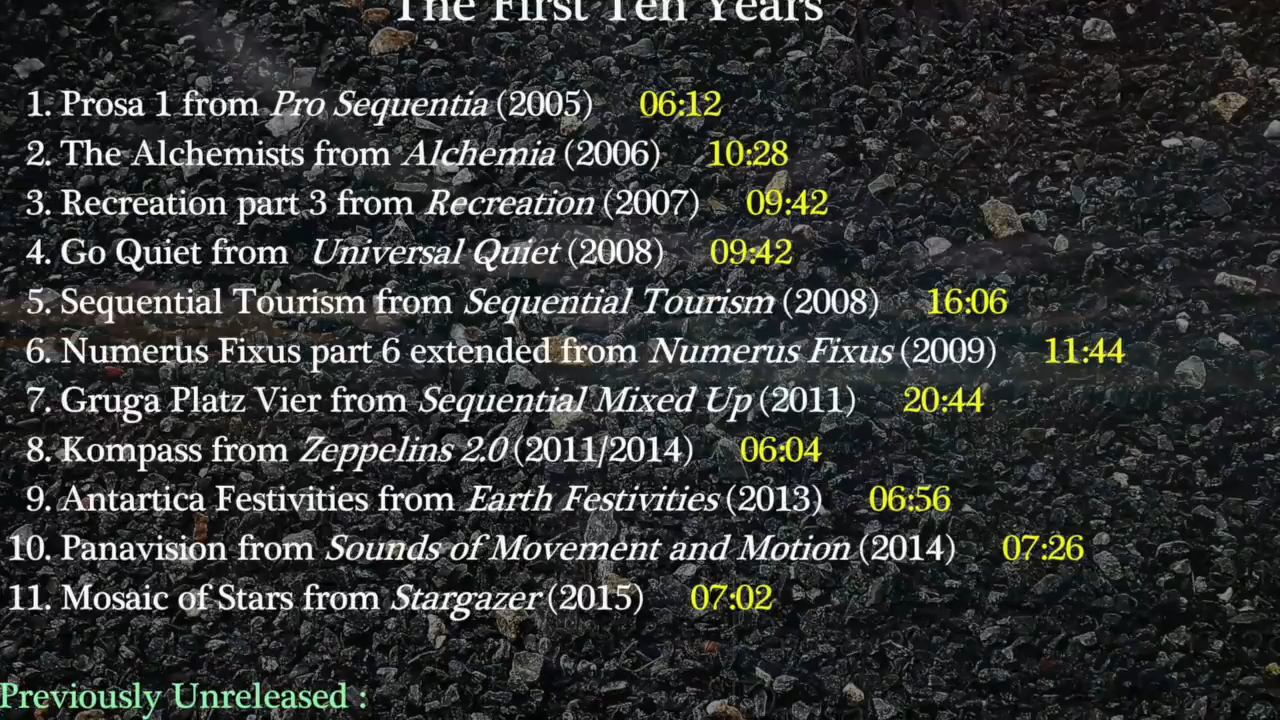 The First Ten Years
1. Prosa 1 from Pro Sequentia (2005) 06:12
2. The Alchemists from Alchemia (2006) 10:28
3. Recreation part 3 from Recreation (2007) 09:42
4. Go Quiet from Universal Quiet (2008) 09:42
5. Sequential Tourism from Sequential Tourism (2008) 16:06
6. Numerus Fixus part 6 extended from Numerus Fixus (2009) 11:44
7. Gruga Platz Vier from Sequential Mixed Up (2011) 20:44
8. Kompass from Zeppelins 2.0 (2011/2014) 06:04
9. Antartica Festivities from Earth Festivities (2013) 06:56
10. Panavision from Sounds of Movement and Motion (2014) 07:26
11. Mosaic of Stars from Stargazer (2015) 07:02
Previously Unreleased :